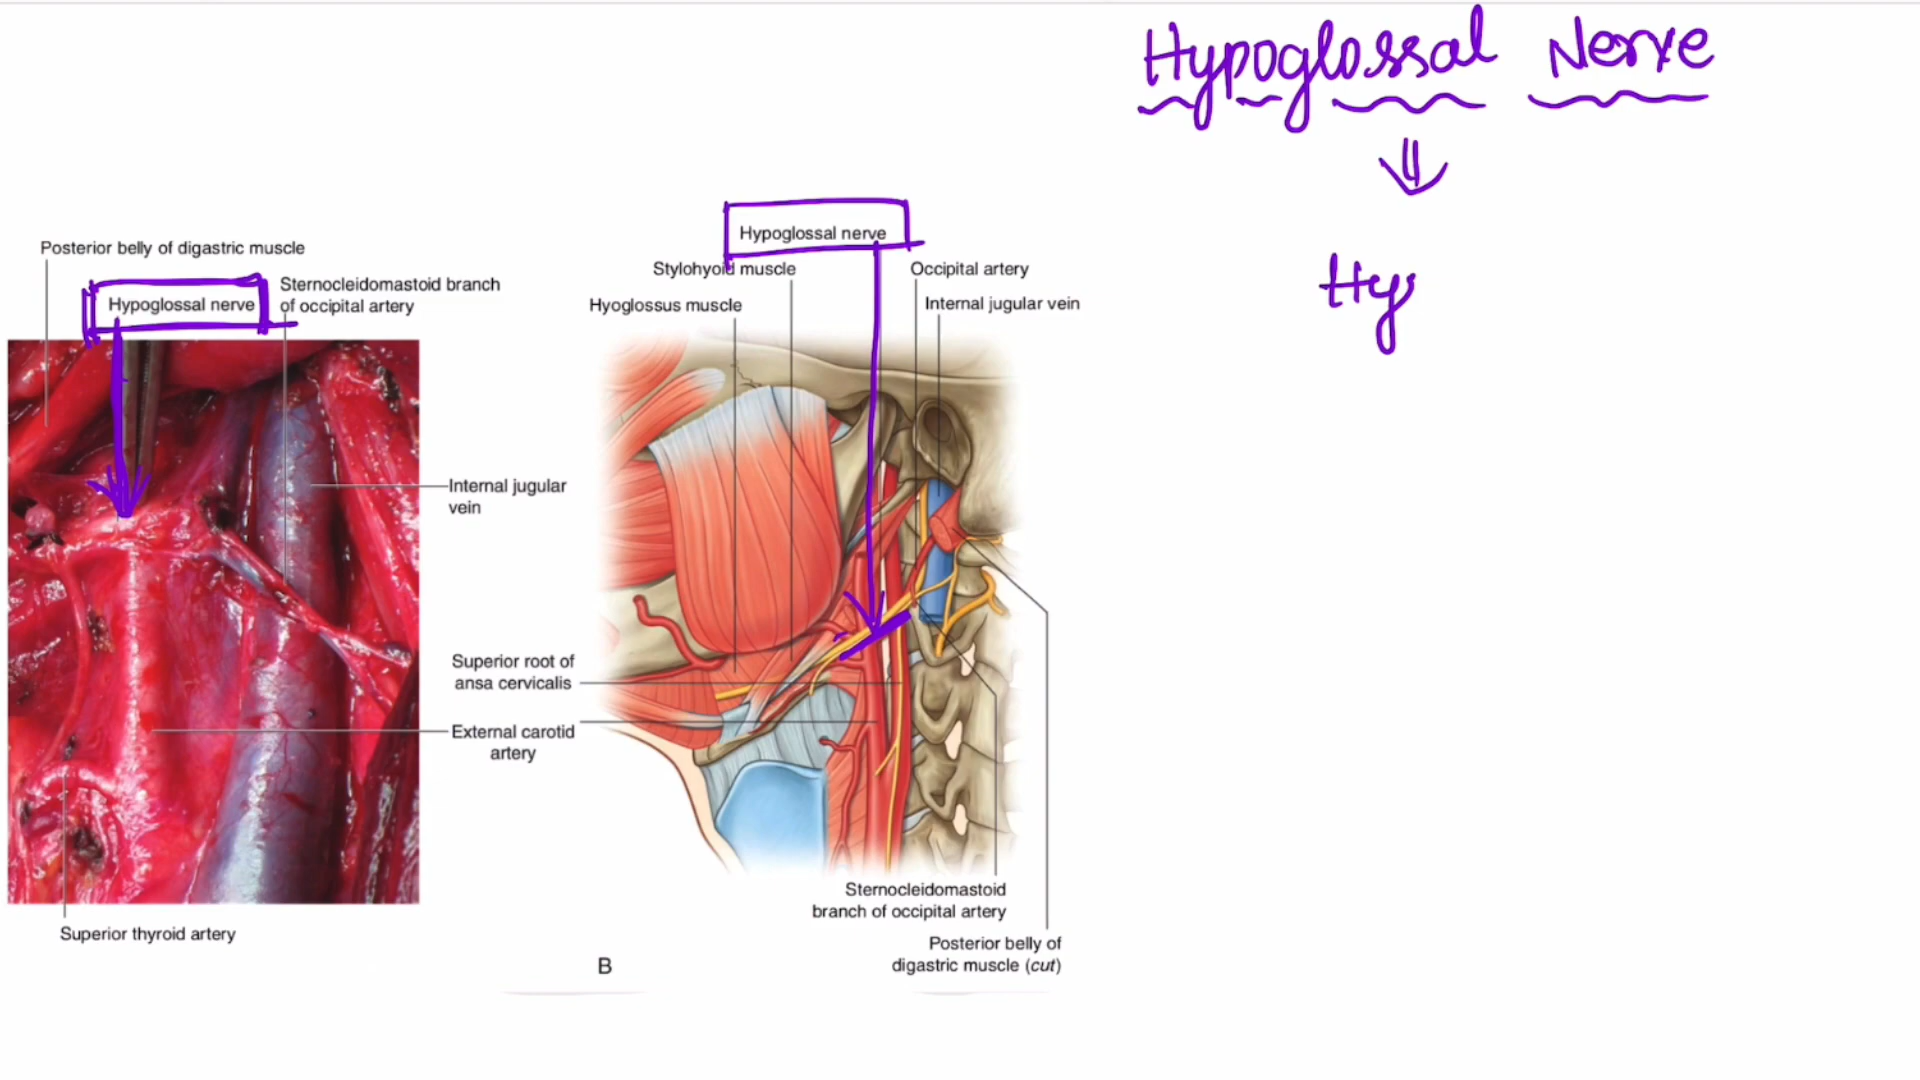 Hypoglossal Nerve
Hyp
Posterior belly of digastric muscle
Hypoglossal nerve
Sternocleidomastoid branch
of occipital artery
Internal jugular
vein
Superior root of
ansa cervicalis
External carotid
artery
Superior thyroid artery
Hypoglossal nerve
Stylohyoid muscle
Occipital artery
Hyoglossus muscle
Internal jugular vein
Sternocleidomastoid
branch of occipital artery
Posterior belly of
digastric muscle (cut)
B